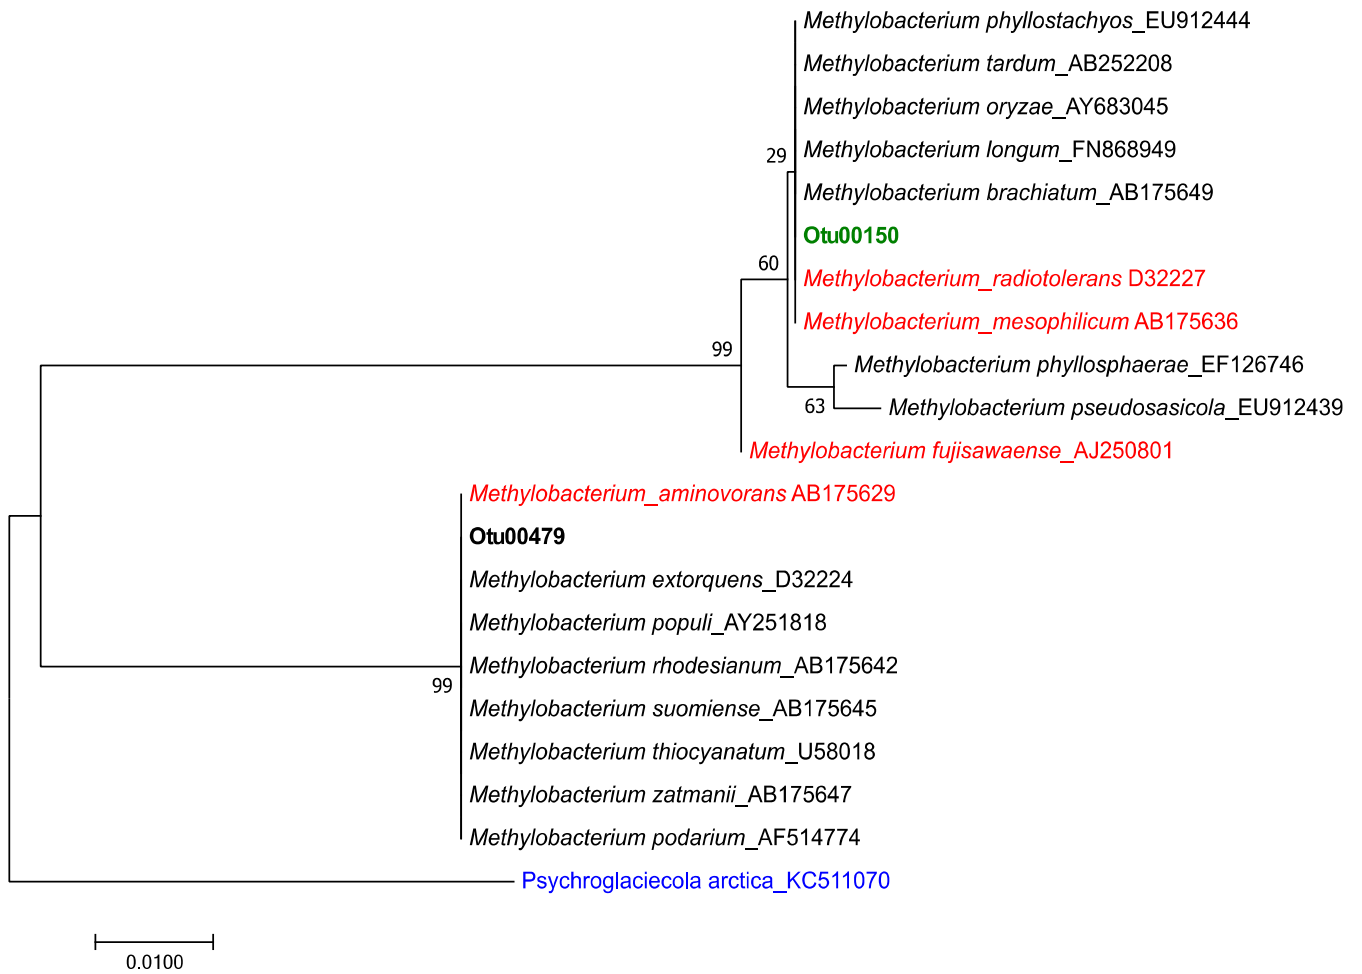 Methylobacterium phyllostachyos_EU912444
Methylobacterium tardum_AB252208
Methylobacterium oryzae_AY683045
Methylobacterium longum_FN868949
29
Methylobacterium brachiatum_AB175649
Otu00150
60
Methylobacterium_radiotolerans D32227
Methylobacterium_mesophilicum AB175636
99
Methylobacterium phyllosphaerae_EF126746
63
Methylobacterium pseudosasicola_EU912439
Methylobacterium fujisawaense_AJ250801
Methylobacterium_aminovorans AB175629
Otu00479
Methylobacterium extorquens_D32224
Methylobacterium populi_AY251818
Methylobacterium rhodesianum_AB175642
99
Methylobacterium suomiense_AB175645
Methylobacterium thiocyanatum_U58018
Methylobacterium zatmanii_AB175647
Methylobacterium podarium_AF514774
Psychroglaciecola arctica_KC511070
0.0100